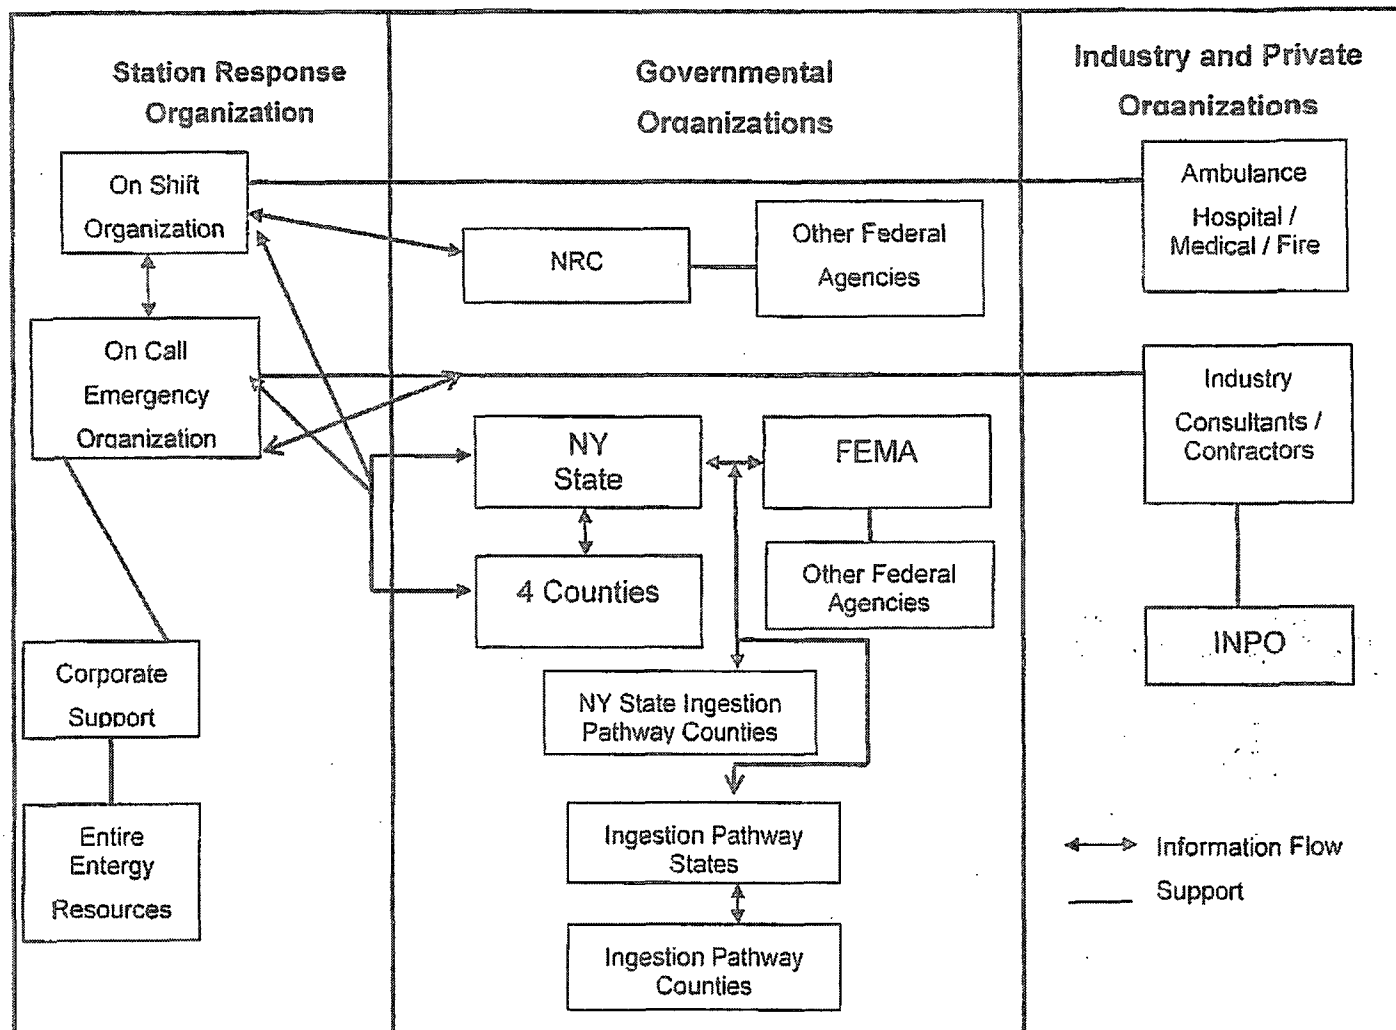 Station Response
Organization
Governmental
Organizations
Industry and Private
Organizations
On Shift
Organization
On Call
Emergency
Organization
Corporate
Support
Entire
Entergy
Resources
NRC
Other Federal
Agencies
NY
State
FEMA
4 Counties
Other Federal
Agencies
NY State Ingestion
Pathway Counties
Ingestion Pathway
States
Ingestion Pathway
Counties
Ambulance
Hospital /
Medical / Fire
Industry
Consultants /
Contractors
INPO
Information Flow
Support